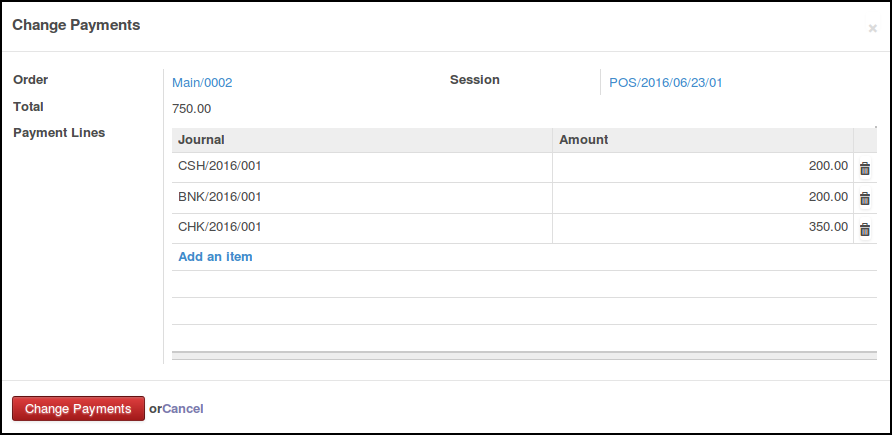 Change Payments ×
Order Main/0002 Session POS/2016/06/23/01
Total 750.00
Payment Lines
Journal Amount
CSH/2016/001 200.00
BNK/2016/001 200.00
CHK/2016/001 350.00
Add an item
Change Payments orCancel